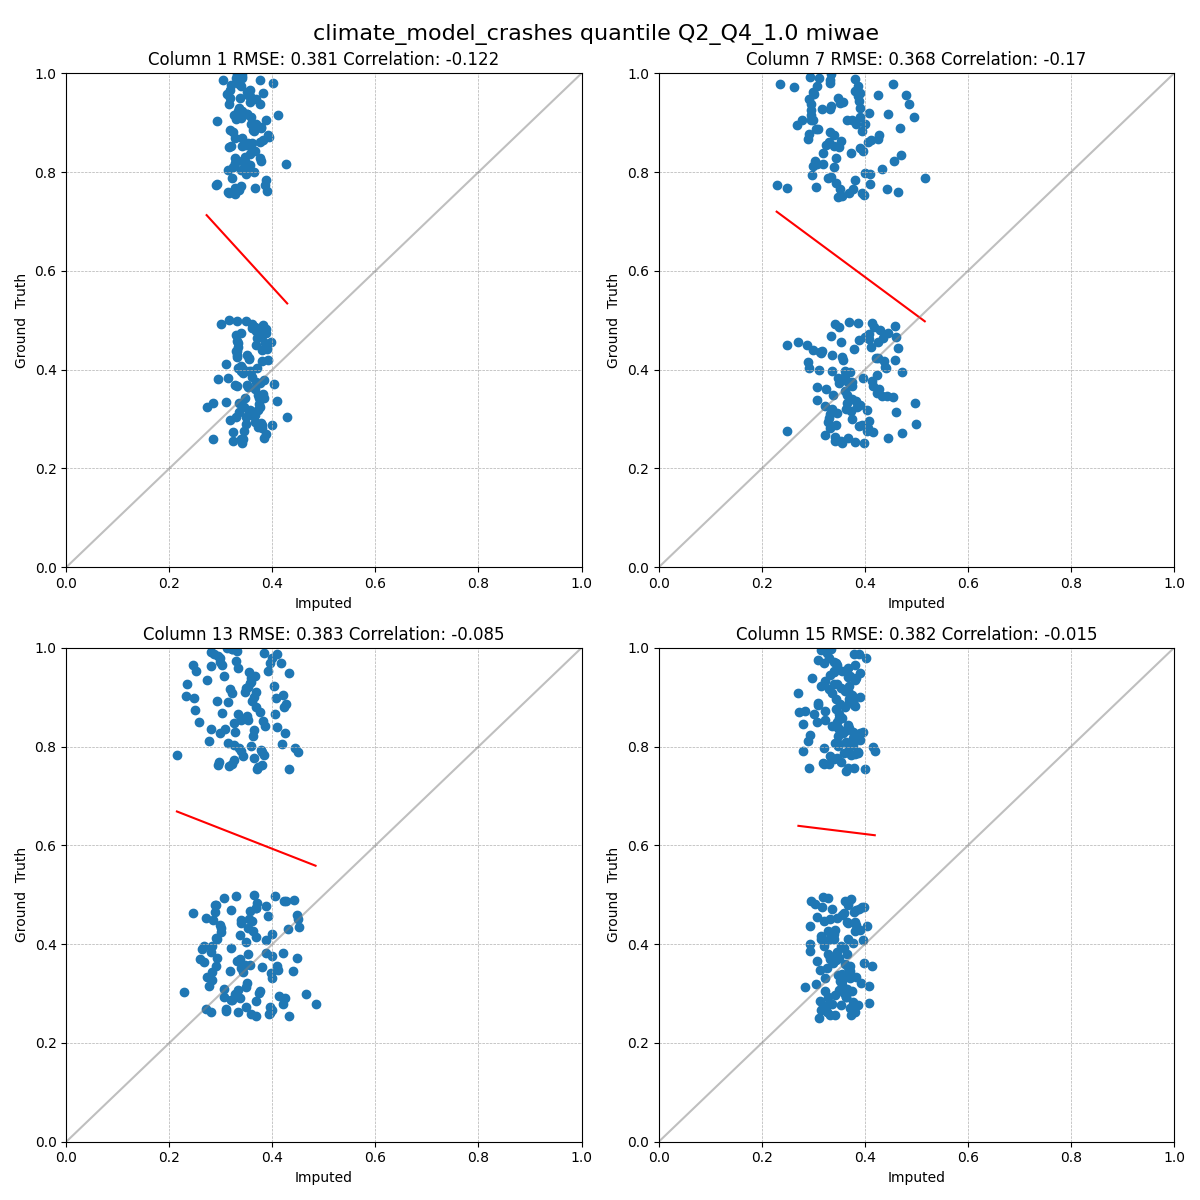 climate_model_crashes quantile Q2_Q4_1.0 miwae
Column 1 RMSE: 0.381 Correlation: -0.122
1.0
0.8
0.6
0.4
0.2
0.0
Ground Truth
0.0 0.2 0.4 0.6 0.8 1.0
Imputed
Column 7 RMSE: 0.368 Correlation: -0.17
1.0
0.8
0.6
0.4
0.2
0.0
Ground Truth
0.0 0.2 0.4 0.6 0.8 1.0
Imputed
Column 13 RMSE: 0.383 Correlation: -0.085
1.0
0.8
0.6
0.4
0.2
0.0
Ground Truth
0.0 0.2 0.4 0.6 0.8 1.0
Imputed
Column 15 RMSE: 0.382 Correlation: -0.015
1.0
0.8
0.6
0.4
0.2
0.0
Ground Truth
0.0 0.2 0.4 0.6 0.8 1.0
Imputed